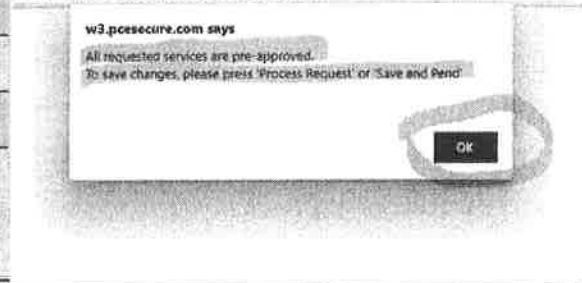 w3.pcesecure.com says
All requested services are pre-approved.
To save changes, please press 'Process Request' or 'Save and Pend'
OK